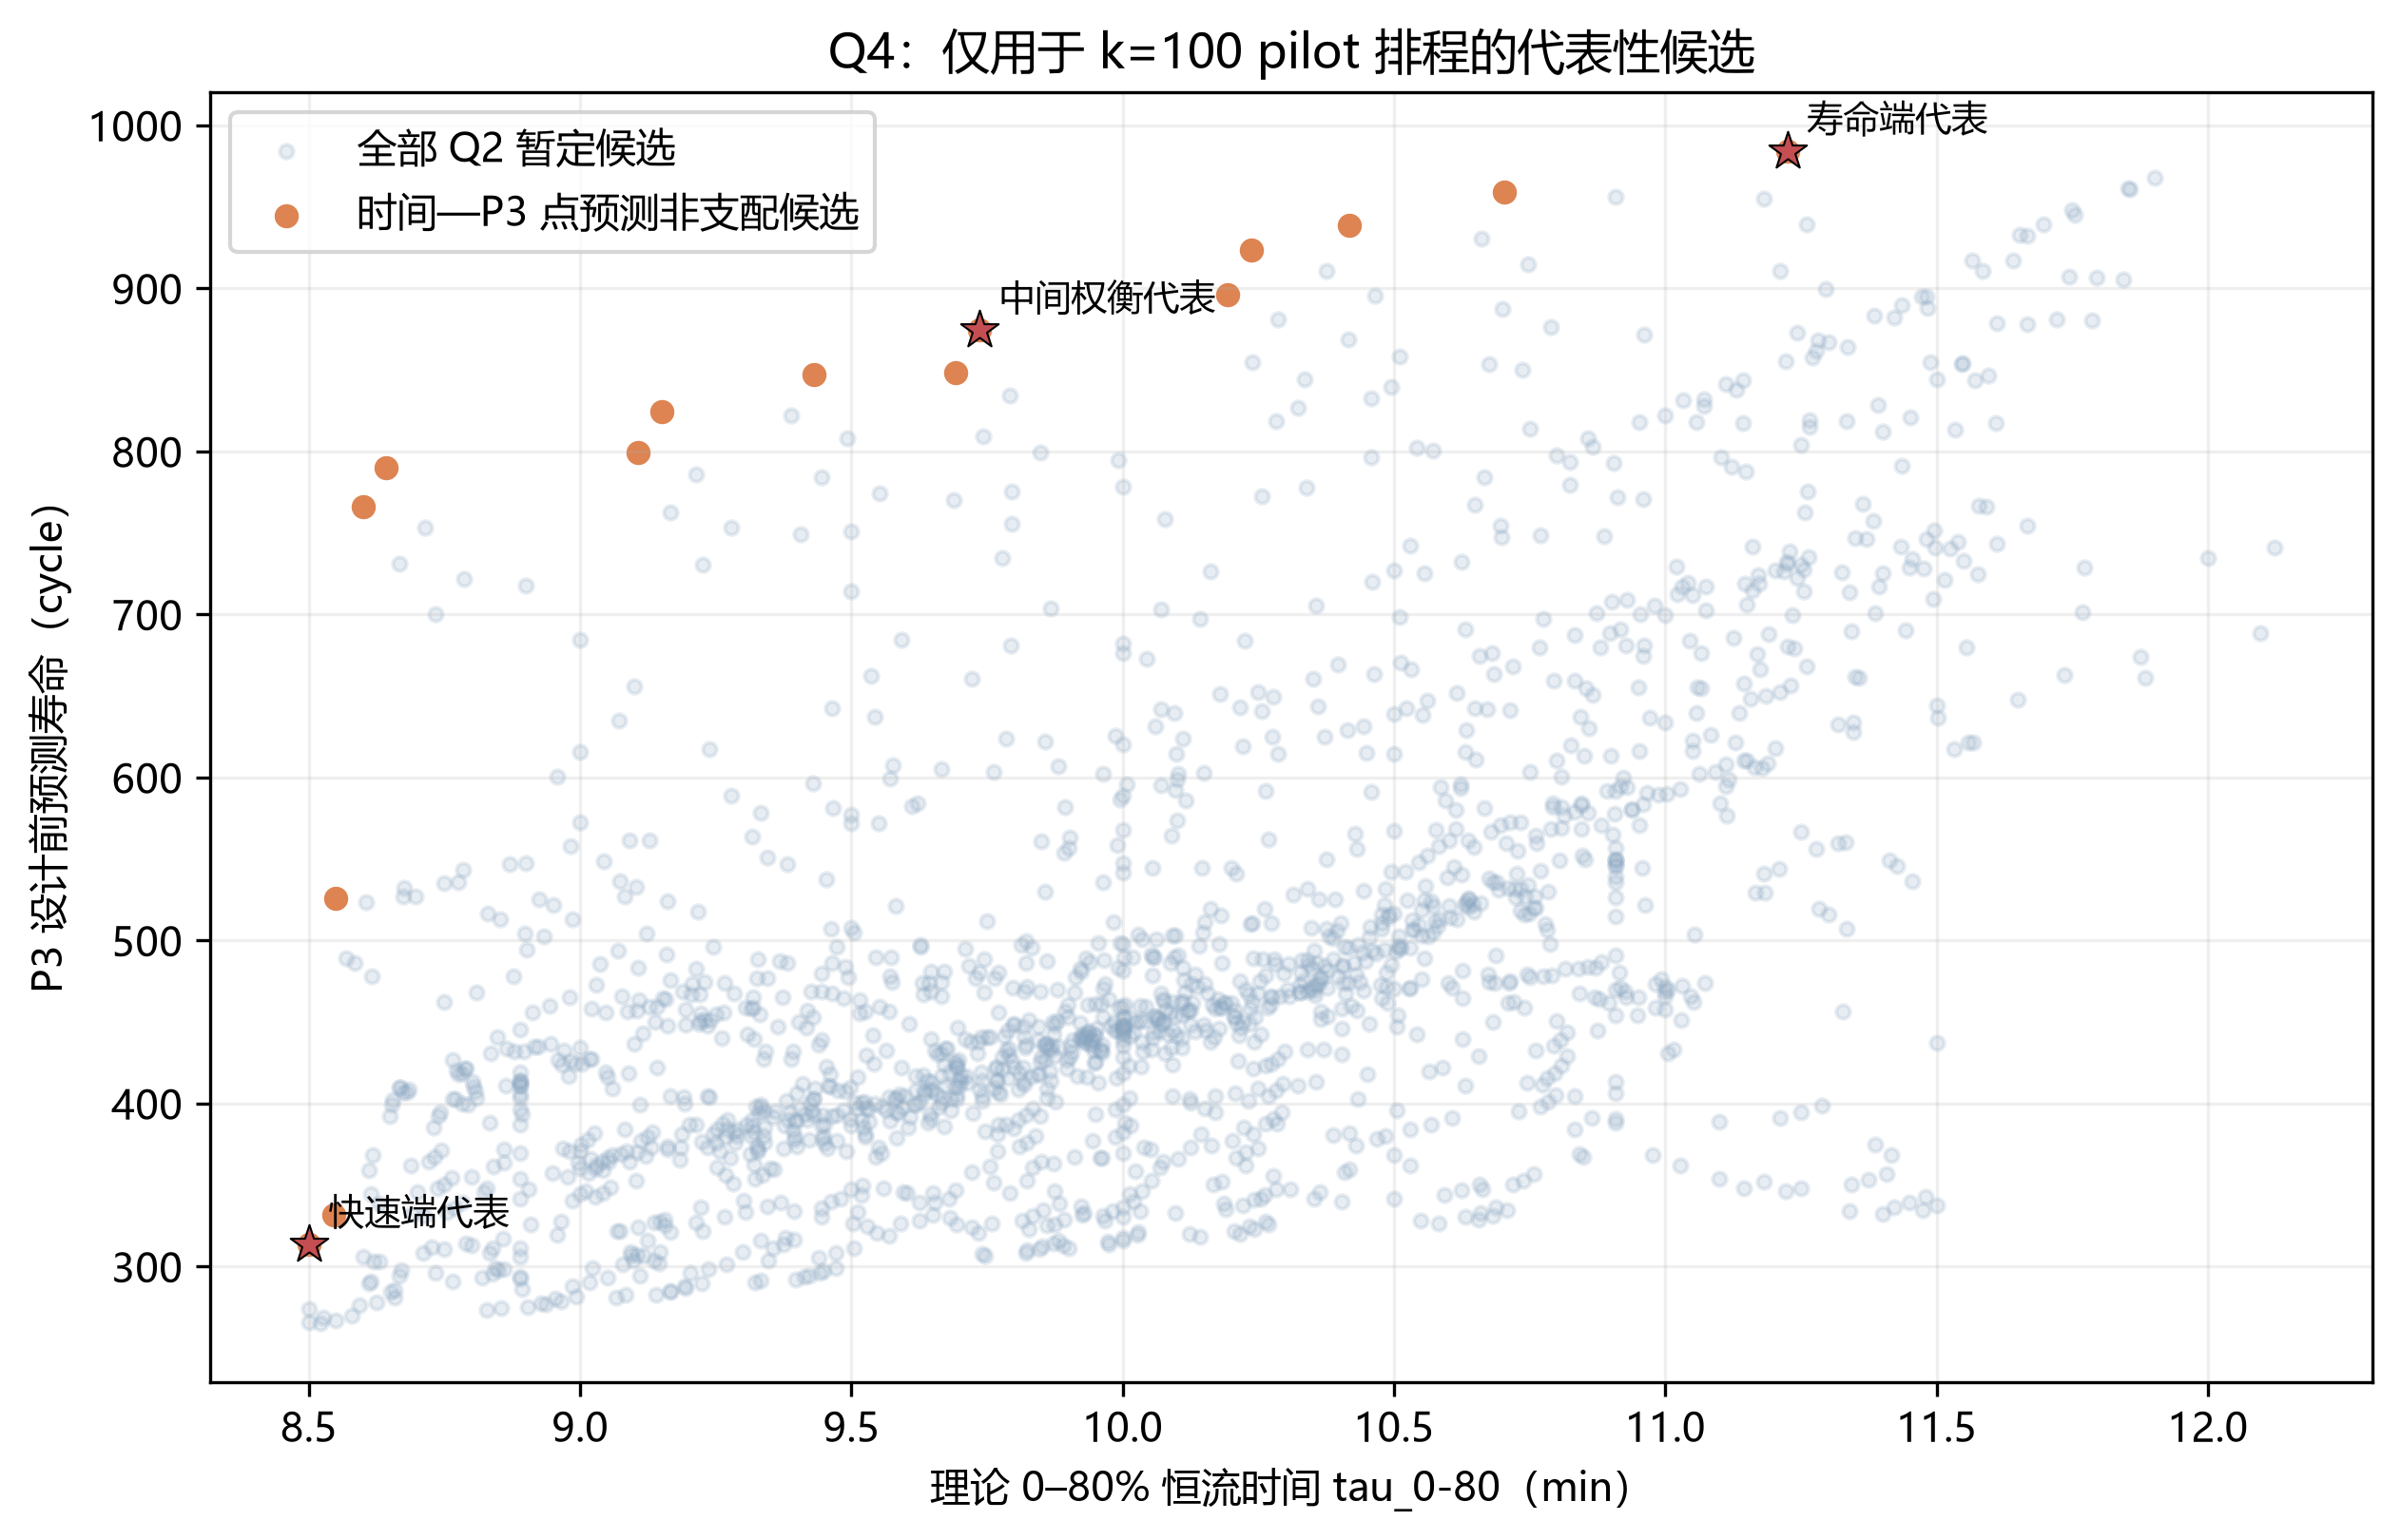 Q4：仅用于 k=100 pilot 排程的代表性候选
全部 Q2 暂定候选
时间—P3 点预测非支配候选
寿命端代表
中间权衡代表
快速端代表
P3 设计前预测寿命（cycle）
1000
900
800
700
600
500
400
300
8.5 9.0 9.5 10.0 10.5 11.0 11.5 12.0
理论 0–80% 恒流时间 tau_0-80（min）